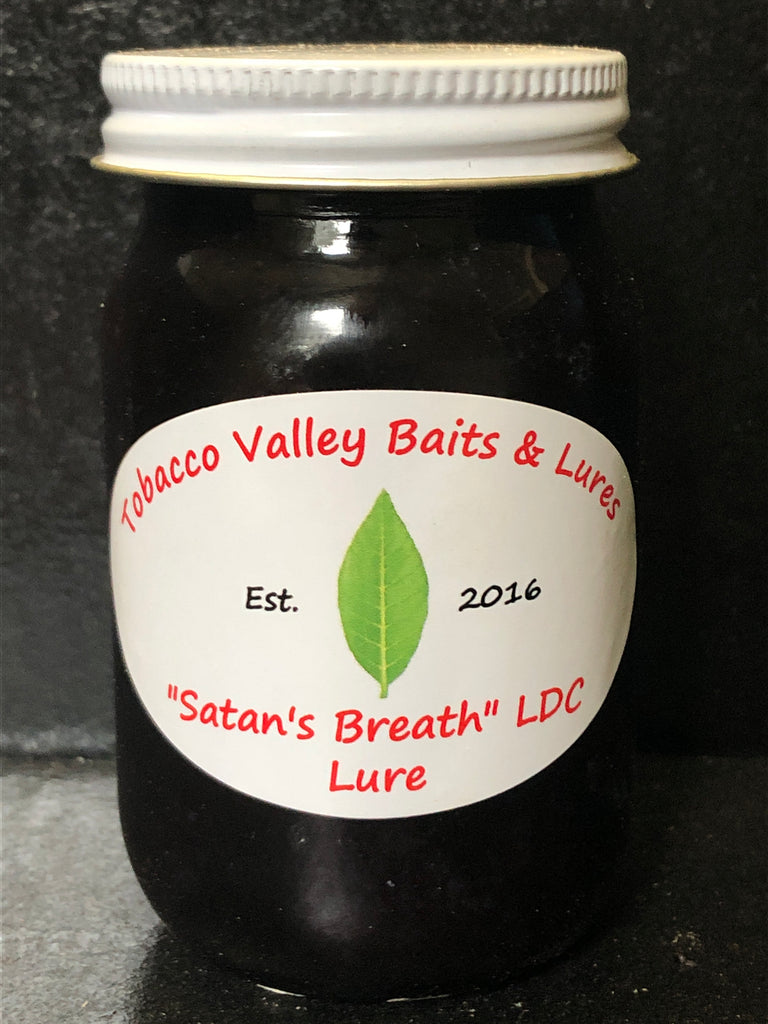 Tobacco Valley Baits & Lures
Est. 2016
"Satan's Breath" LDC
Lure